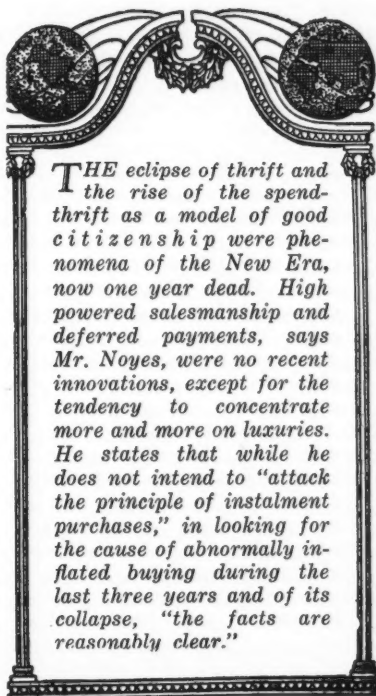 THE eclipse of thrift and
the rise of the spend-
thrift as a model of good
citizenship were phe-
nomena of the New Era,
now one year dead. High
powered salesmanship and
deferred payments, says
Mr. Noyes, were no recent
innovations, except for the
tendency to concentrate
more and more on luxuries.
He states that while he
does not intend to "attack
the principle of instalment
purchases," in looking for
the cause of abnormally in-
flated buying during the
last three years and of its
collapse, "the facts are
reasonably clear."